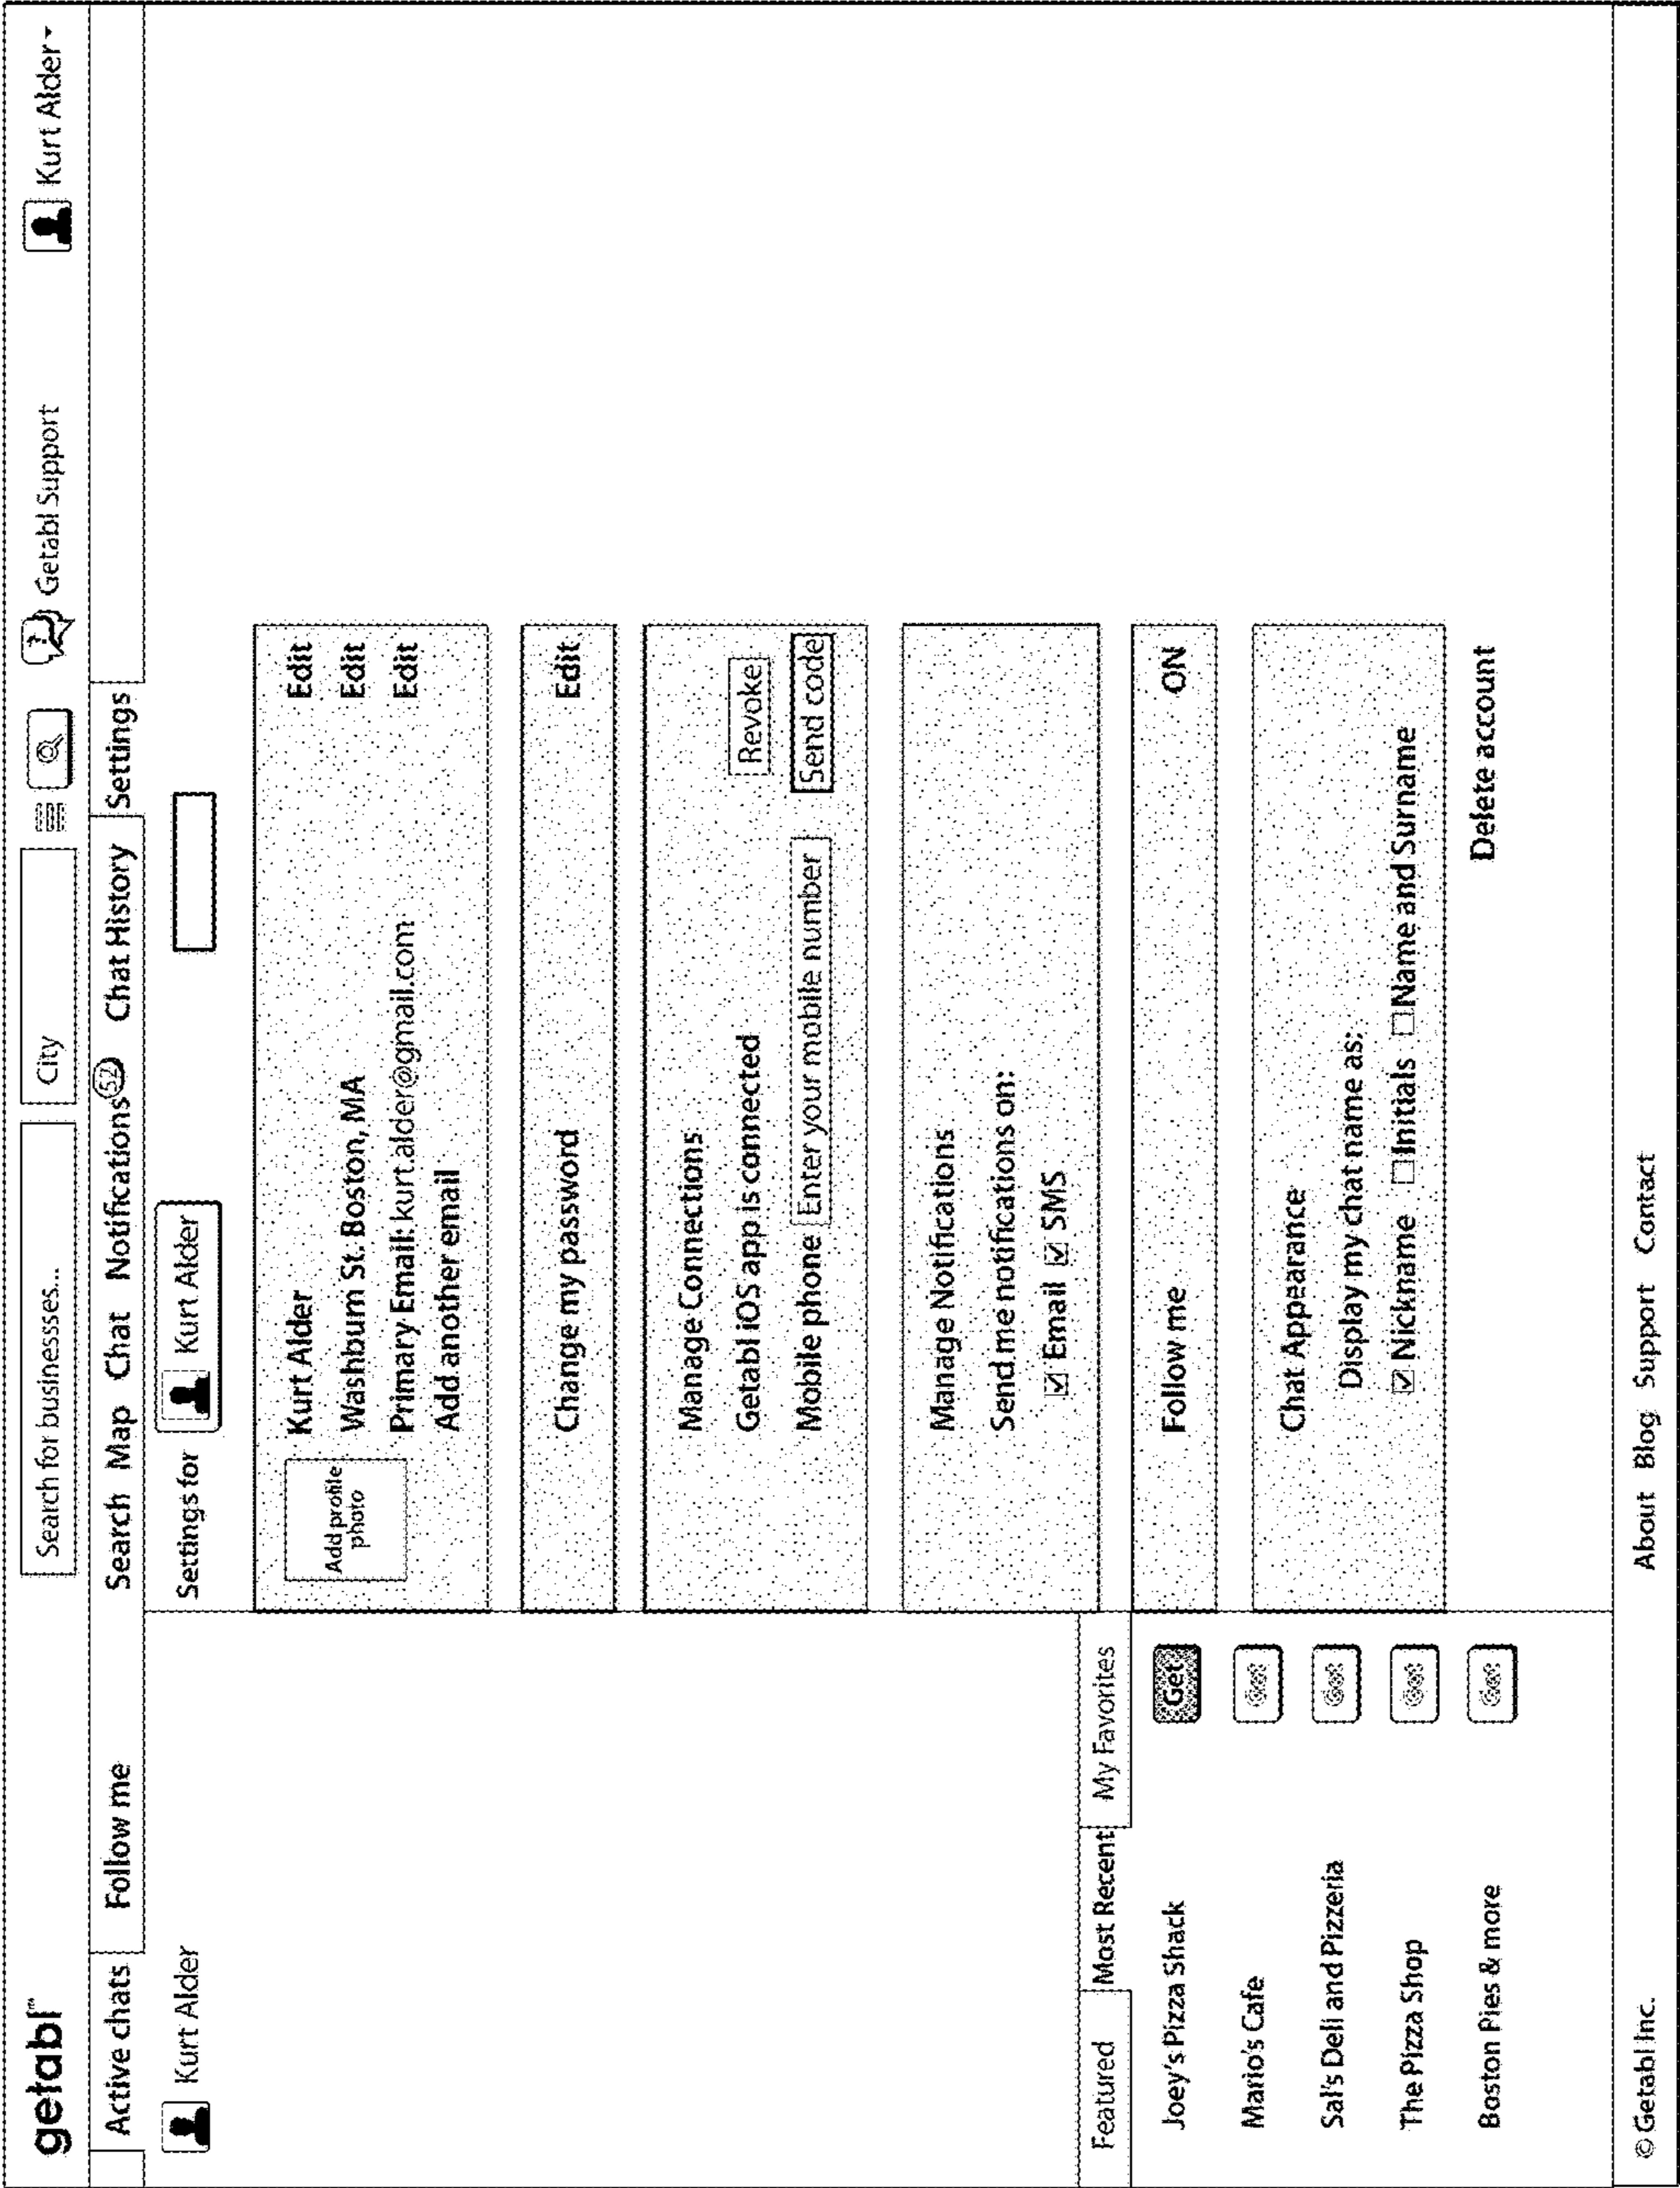 getabl™ Search for businesses... City Getabl Support Kurt Alder
Active chats Follow me Search Map Chat Notifications 52 Chat History Settings
Kurt Alder
Settings for Kurt Alder
Add profile
photo
Kurt Alder Edit
Washburn St. Boston, MA Edit
Primary Email: kurt.alder@gmail.com Edit
Add another email
Change my password Edit
Manage Connections
Getabl iOS app is connected Revoke
Mobile phone Enter your mobile number Send code
Manage Notifications
Send me notifications on:
Email SMS
Follow me ON
Chat Appearance
Display my chat name as:
Nickname Initials Name and Surname
Delete account
Featured Most Recent My Favorites
Joey's Pizza Shack Get
Mario's Cafe Get
Sal's Deli and Pizzeria Get
The Pizza Shop Get
Boston Pies & more Get
© Getabl Inc. About Blog Support Contact